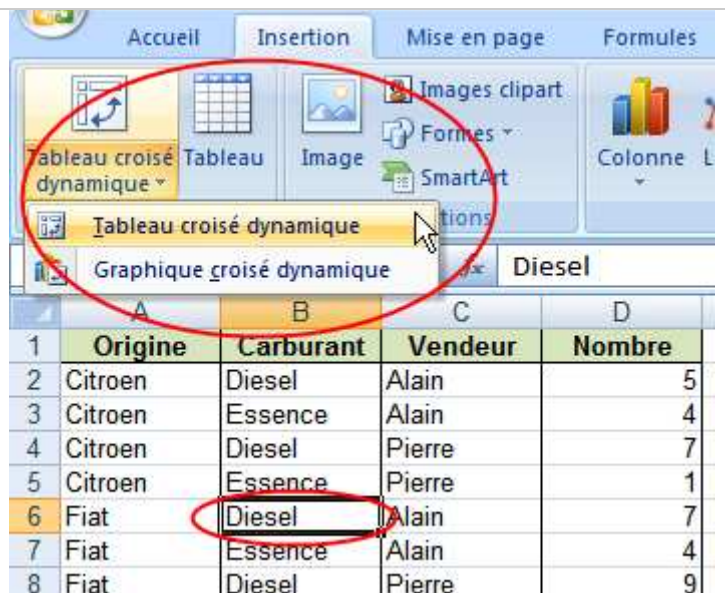 Accueil Insertion Mise en page Formules
Images clipart
Formes
SmartArt
Tableau croisé dynamique
Tableau
Image
Colonne
Tableau croisé dynamique
Graphique croisé dynamique
fx Diesel
A B C D
1 Origine Carburant Vendeur Nombre
2 Citroen Diesel Alain 5
3 Citroen Essence Alain 4
4 Citroen Diesel Pierre 7
5 Citroen Essence Pierre 1
6 Fiat Diesel Alain 7
7 Fiat Essence Alain 4
8 Fiat Diesel Pierre 9